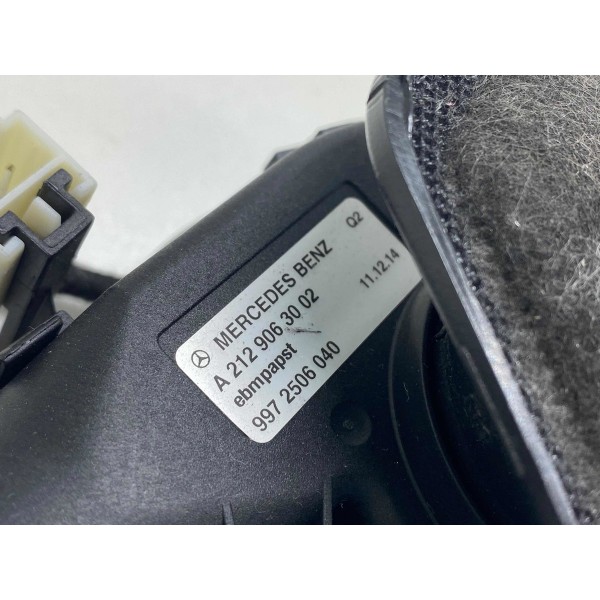 MERCEDES BENZ Q2
A 212 906 30 02
ebmpapst 11.12.14
997 2506 040